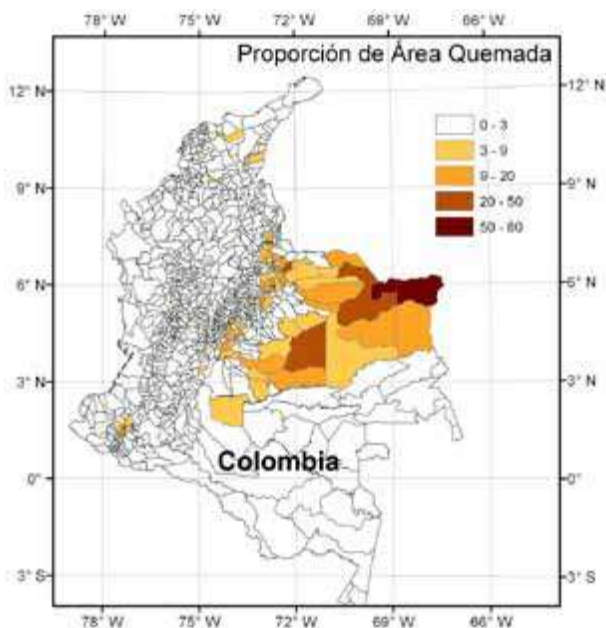 78° W 75° W 72° W 69° W 66° W
Proporción de Área Quemada
12° N 12° N
0 - 3
3 - 9
9 - 20
20 - 50
50 - 60
9° N 9° N
6° N 6° N
3° N 3° N
Colombia
0° 0°
3° S 3° S
78° W 75° W 72° W 69° W 66° W